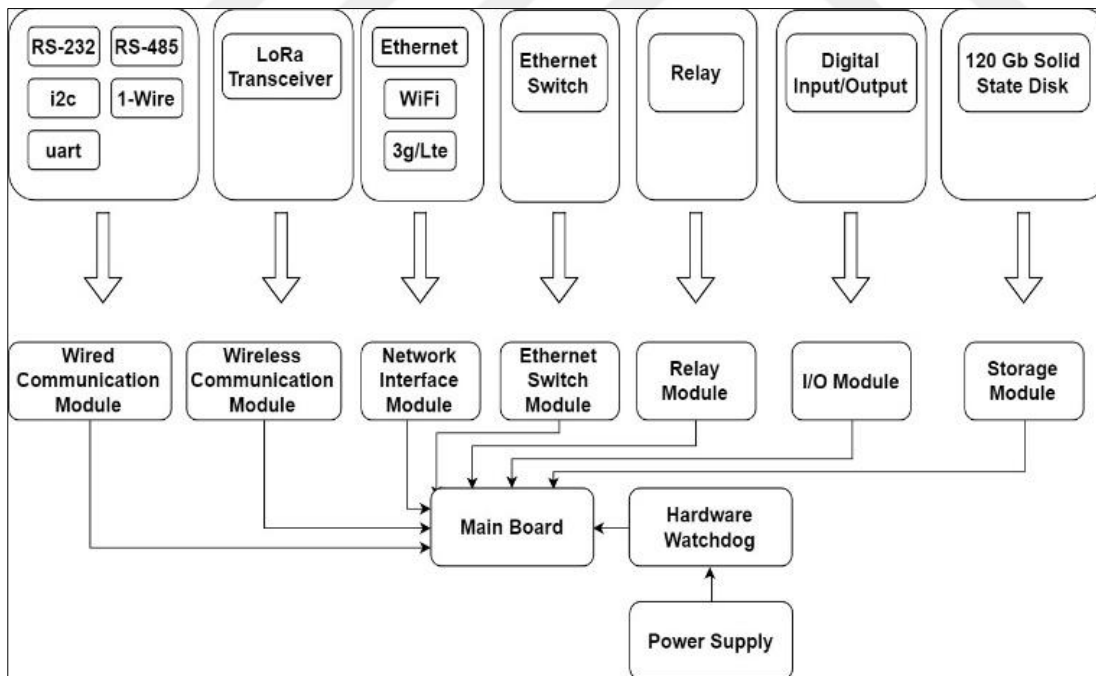 RS-232
RS-485
i2c
1-Wire
uart
LoRa
Transceiver
Ethernet
WiFi
3g/Lte
Ethernet
Switch
Relay
Digital
Input/Output
120 Gb Solid
State Disk
Wired
Communication
Module
Wireless
Communication
Module
Network
Interface
Module
Ethernet
Switch
Module
Relay
Module
I/O Module
Storage
Module
Main Board
Hardware
Watchdog
Power Supply